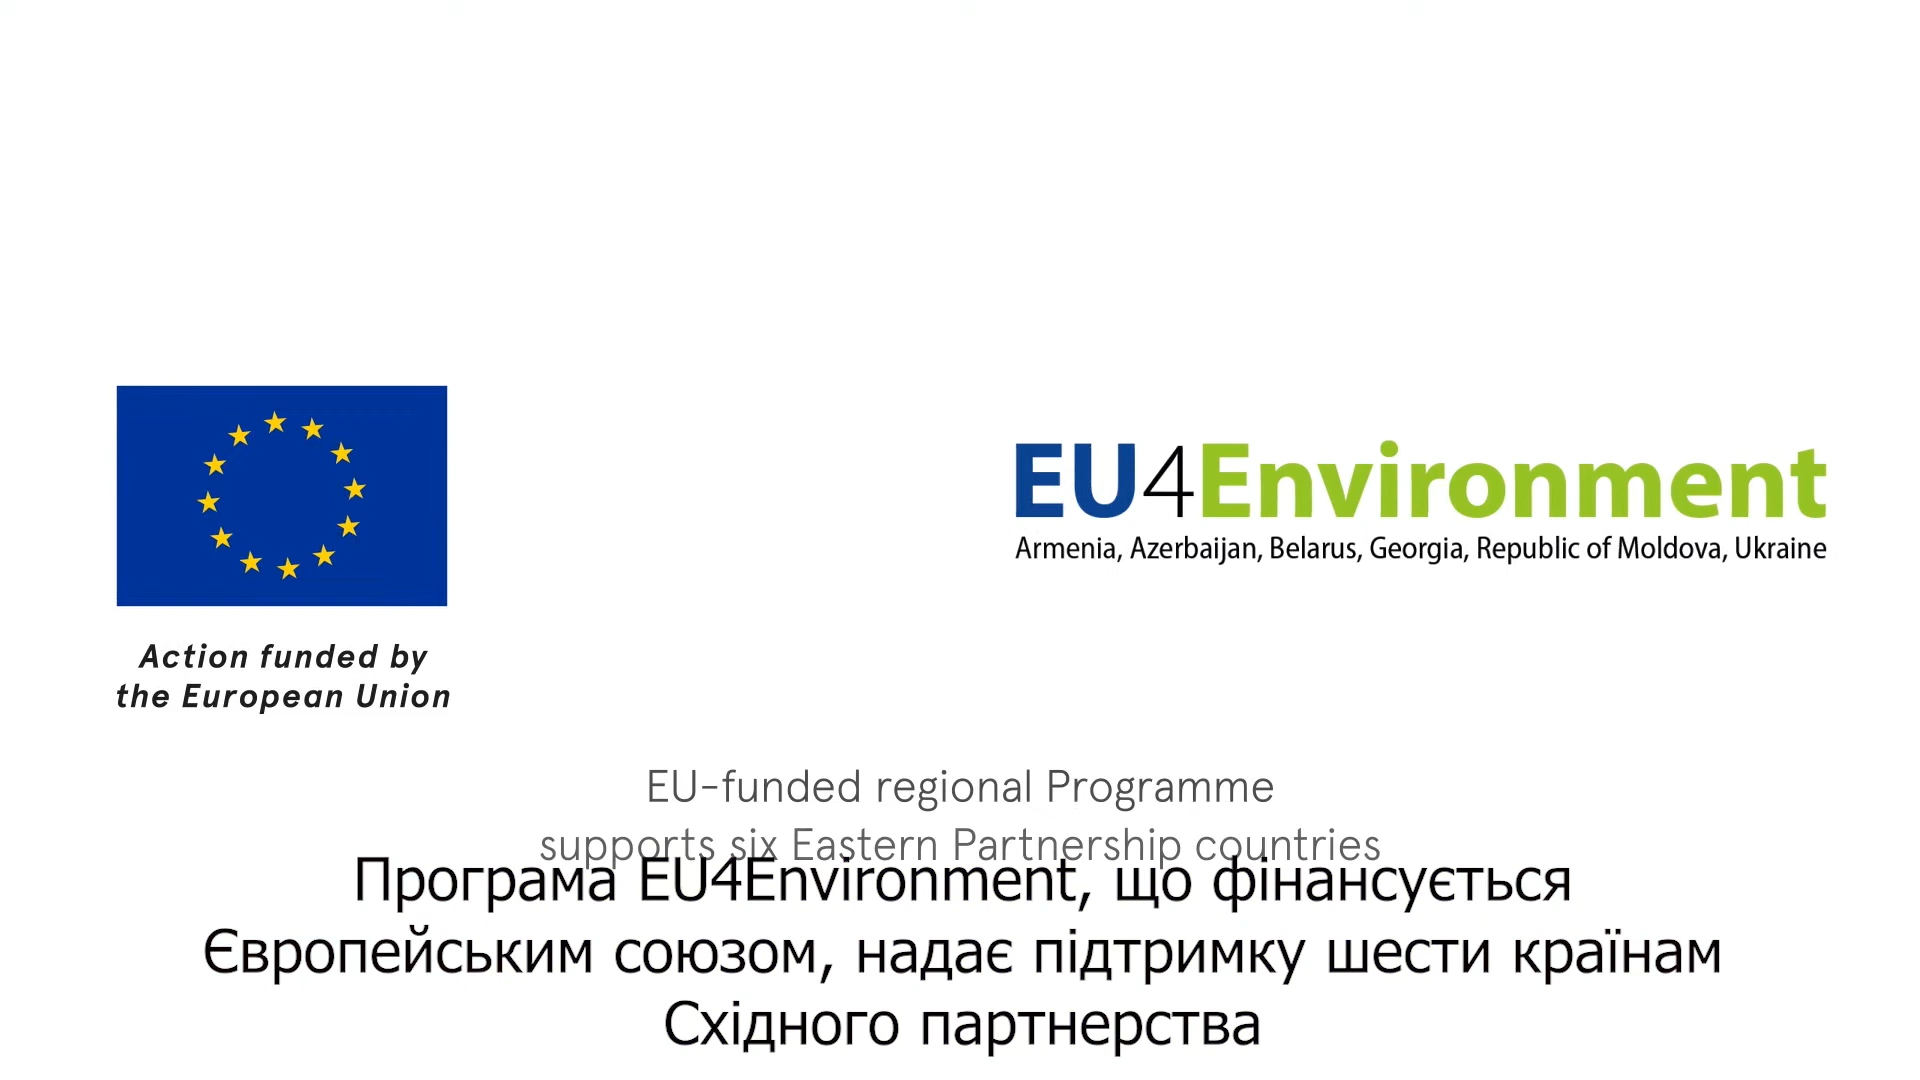 EU4Environment
Armenia, Azerbaijan, Belarus, Georgia, Republic of Moldova, Ukraine
Action funded by
the European Union
EU-funded regional Programme
supports six Eastern Partnership countries
Програма EU4Environment, що фінансується
Європейським союзом, надає підтримку шести країнам
Східного партнерства